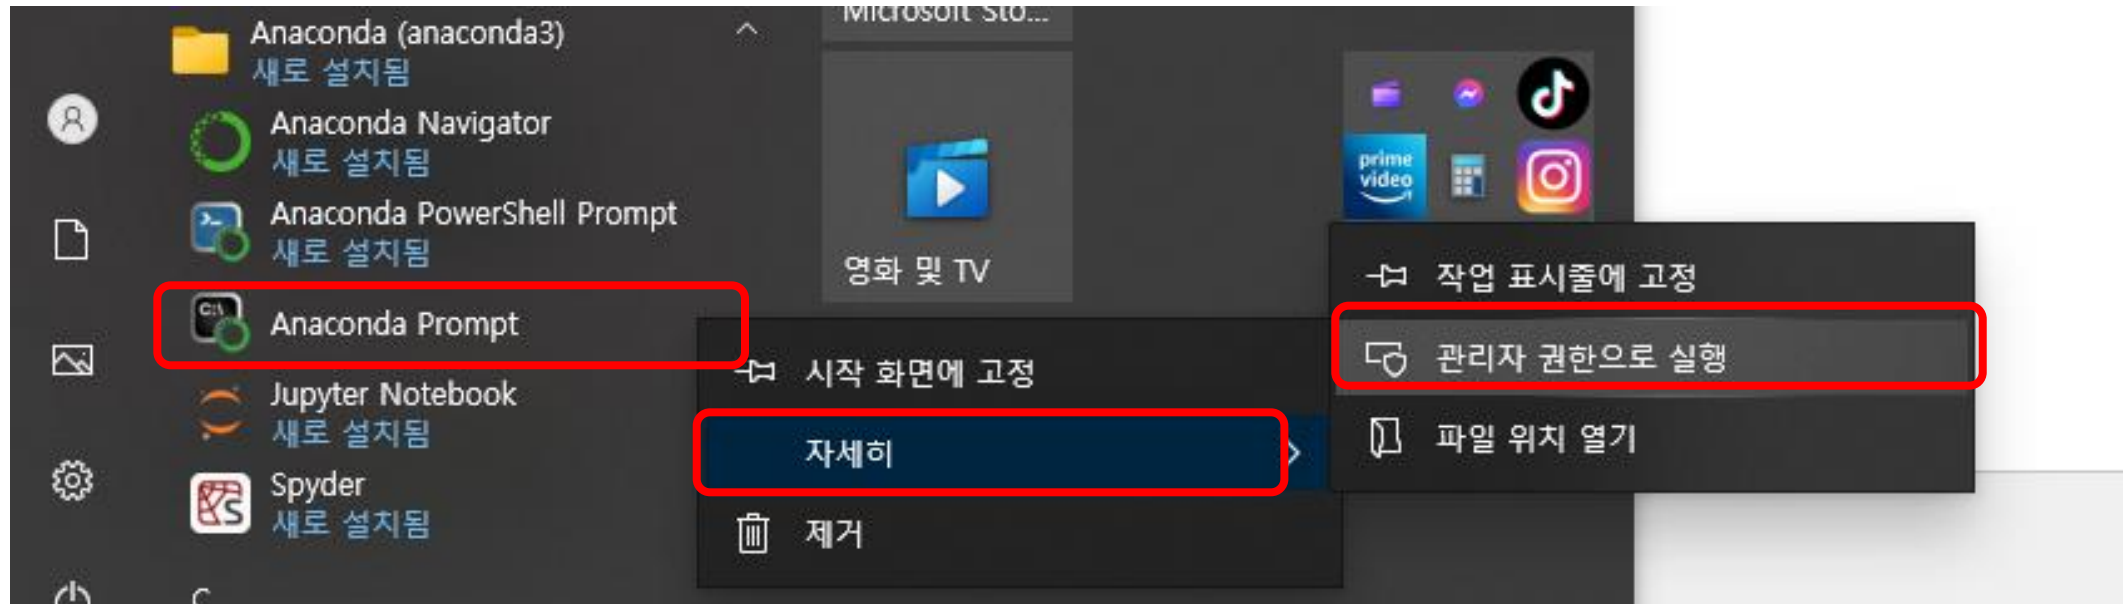 Anaconda (anaconda3)
새로 설치됨
Anaconda Navigator
새로 설치됨
Anaconda PowerShell Prompt
새로 설치됨
Anaconda Prompt
Jupyter Notebook
새로 설치됨
Spyder
새로 설치됨
C
Microsoft Sto...
영화 및 TV
prime
video
시작 화면에 고정
자세히
제거
작업 표시줄에 고정
관리자 권한으로 실행
파일 위치 열기